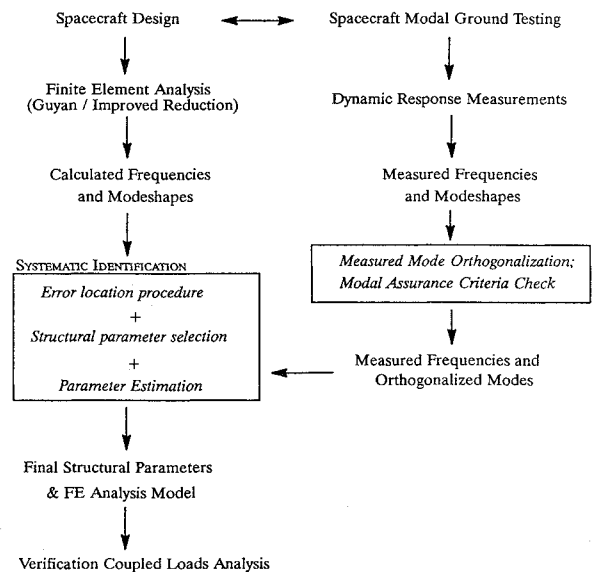 Spacecraft Design
Spacecraft Modal Ground Testing
Finite Element Analysis
(Guyan / Improved Reduction)
Dynamic Response Measurements
Calculated Frequencies
and Modeshapes
Measured Frequencies
and Modeshapes
Measured Mode Orthogonalization;
Modal Assurance Criteria Check
SYSTEMATIC IDENTIFICATION
Error location procedure
+
Structural parameter selection
+
Parameter Estimation
Measured Frequencies and
Orthogonalized Modes
Final Structural Parameters
& FE Analysis Model
Verification Coupled Loads Analysis